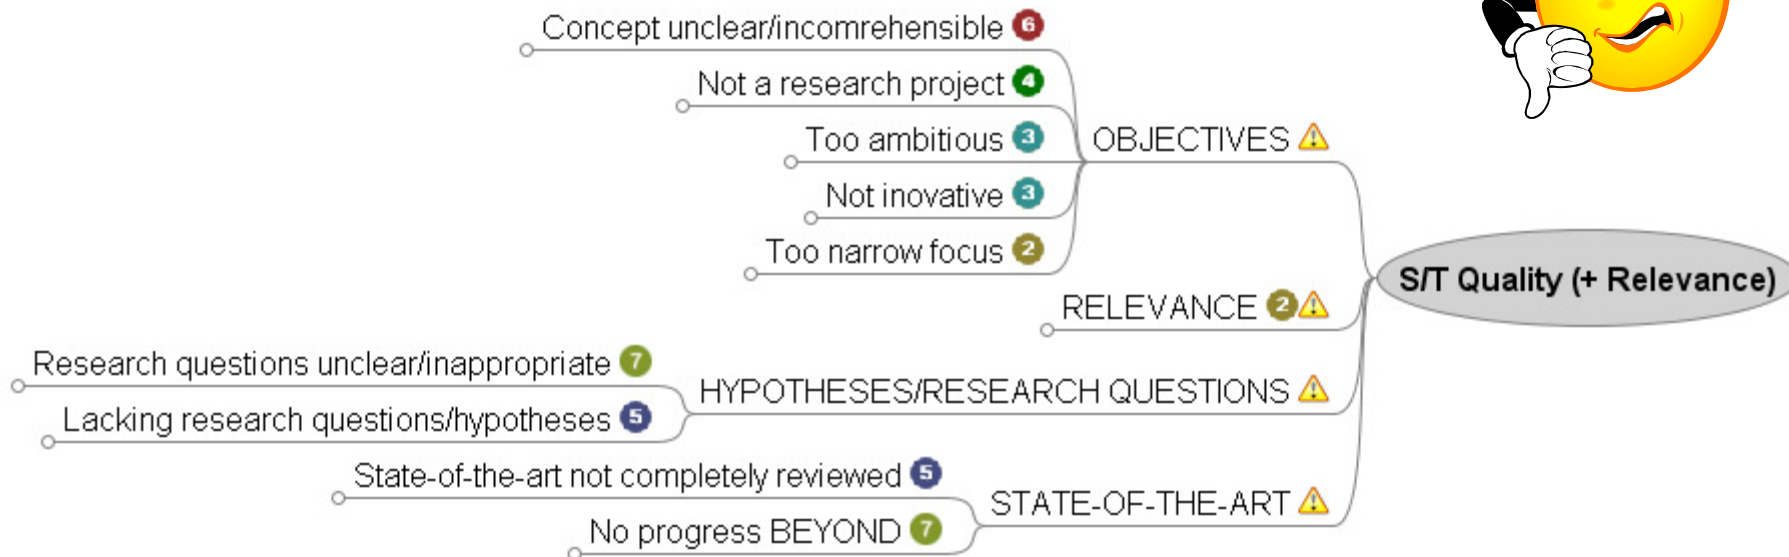 Concept unclear/incomrehensible 6
Not a research project 4
Too ambitious 3
OBJECTIVES
Not inovative 3
Too narrow focus 2
S/T Quality (+ Relevance)
RELEVANCE 2
Research questions unclear/inappropriate 7
HYPOTHESES/RESEARCH QUESTIONS
Lacking research questions/hypotheses 5
State-of-the-art not completely reviewed 5
STATE-OF-THE-ART
No progress BEYOND 7